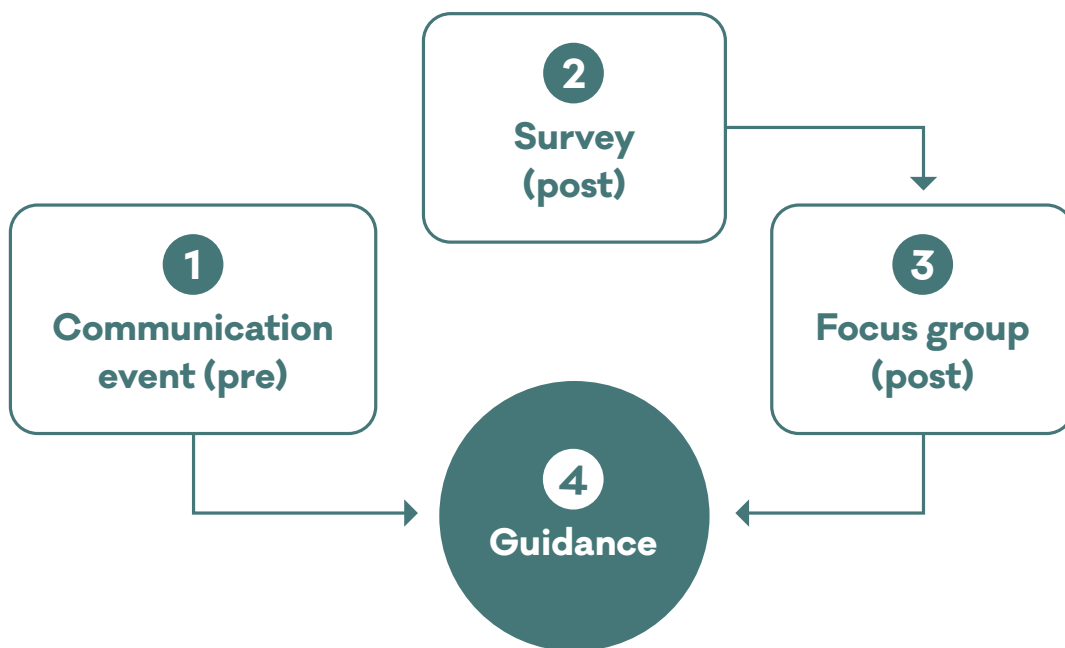 1
Communication
event (pre)
2
Survey
(post)
3
Focus group
(post)
4
Guidance